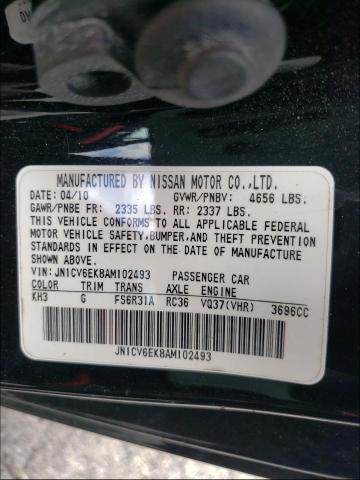 MANUFACTURED BY NISSAN MOTOR CO.,LTD.
DATE: 04/10 GVWR/PNBV: 4656 LBS.
GAWR/PNBE FR: 2335 LBS. RR: 2337 LBS.
THIS VEHICLE CONFORMS TO ALL APPLICABLE FEDERAL
MOTOR VEHICLE SAFETY,BUMPER,AND THEFT PREVENTION
STANDARDS IN EFFECT ON THE DATE OF MANUFACTURE
SHOWN ABOVE.
VIN:JN1CV6EK8AM102493 PASSENGER CAR
COLOR TRIM TRANS AXLE ENGINE
KH3 G FS6R31A RC36 VQ37(VHR) 3696CC
JN1CV6EK8AM102493